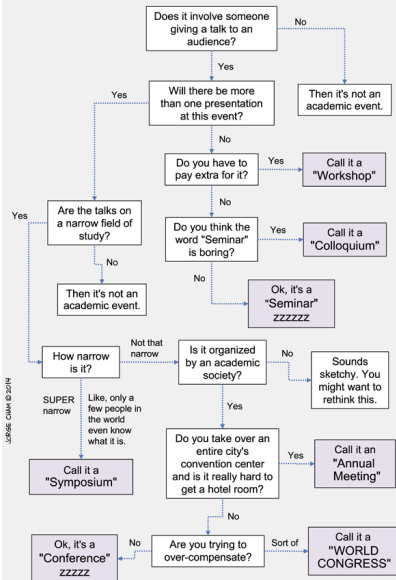 Does it involve someone
giving a talk to an
audience?
No
Yes
Then it's not an
academic event.
Will there be more
than one presentation
at this event?
Yes
No
Do you have to
pay extra for it?
Yes
Call it a
"Workshop"
No
Do you think the
word "Seminar"
is boring?
Yes
Call it a
"Colloquium"
No
Ok, it's a
"Seminar"
zzzzzz
Are the talks on
a narrow field of
study?
Yes
No
Then it's not an
academic event.
How narrow
is it?
Not that
narrow
SUPER
narrow
Like, only a
few people in
the world
even know
what it is.
Call it a
"Symposium"
Is it organized
by an academic
society?
No
Sounds
sketchy. You
might want to
rethink this.
Yes
Do you take over an
entire city's
convention center
and is it really hard to
get a hotel room?
Yes
Call it an
"Annual
Meeting"
No
Are you trying to
over-compensate?
No
Ok, it's a
"Conference"
zzzzz
Sort of
Call it a
"WORLD
CONGRESS"
JORGE CHAM © 2014